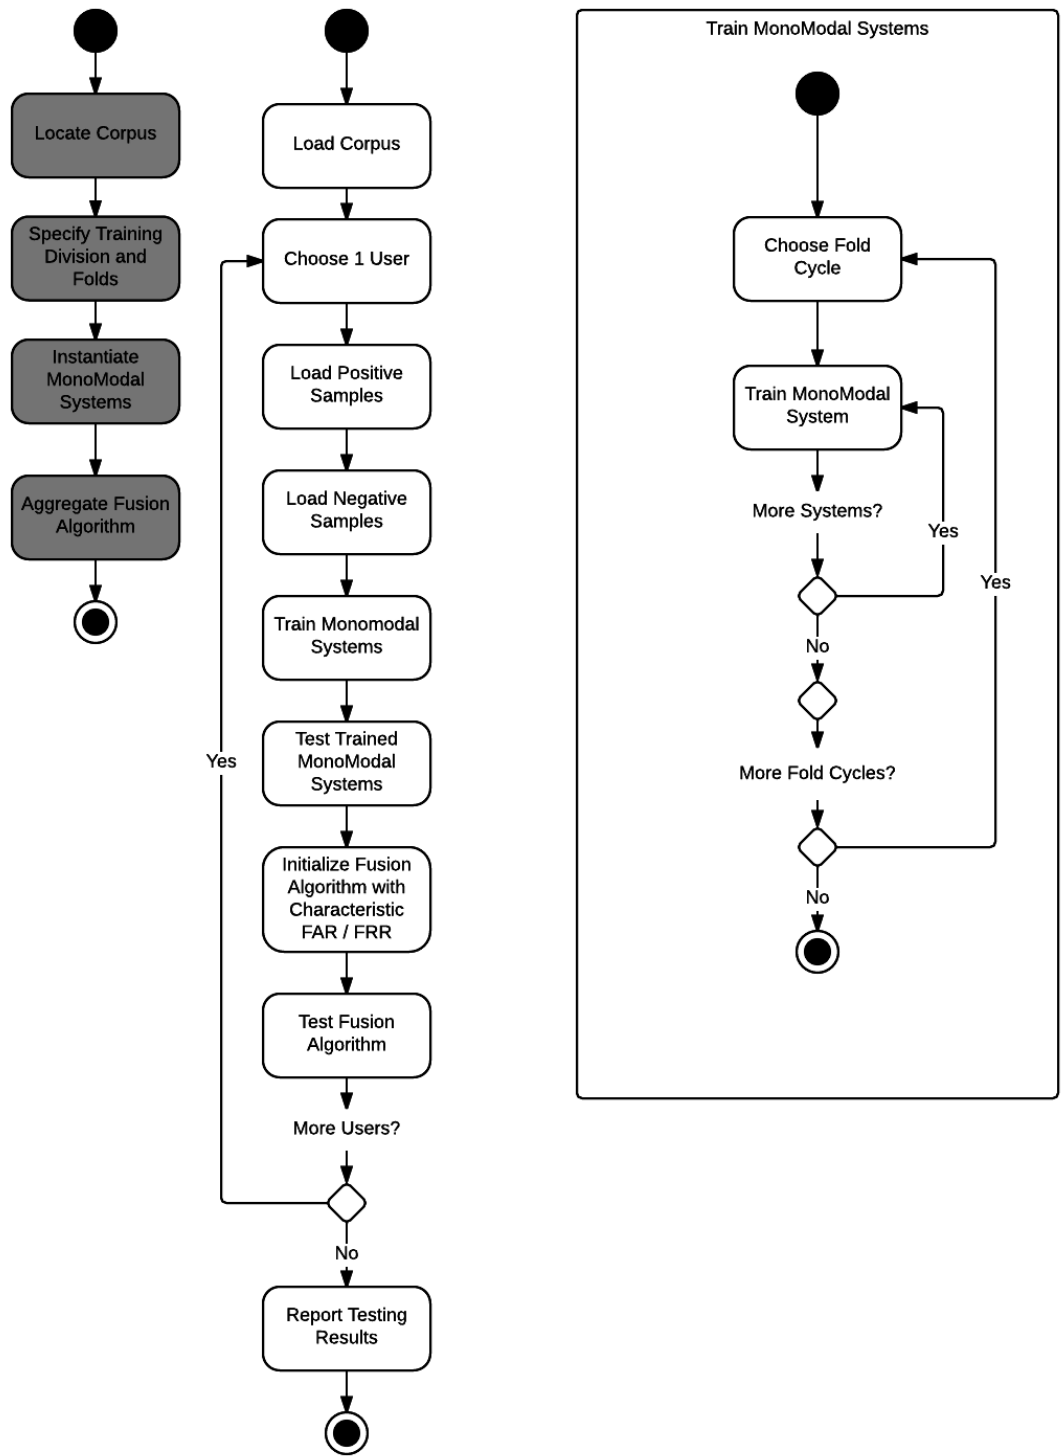 Locate Corpus
Specify Training
Division and
Folds
Instantiate
MonoModal
Systems
Aggregate Fusion
Algorithm
Load Corpus
Choose 1 User
Load Positive
Samples
Load Negative
Samples
Train Monomodal
Systems
Test Trained
MonoModal
Systems
Yes
Initialize Fusion
Algorithm with
Characteristic
FAR / FRR
Test Fusion
Algorithm
More Users?
No
Report Testing
Results
Train MonoModal Systems
Choose Fold
Cycle
Train MonoModal
System
More Systems?
Yes
Yes
No
More Fold Cycles?
No